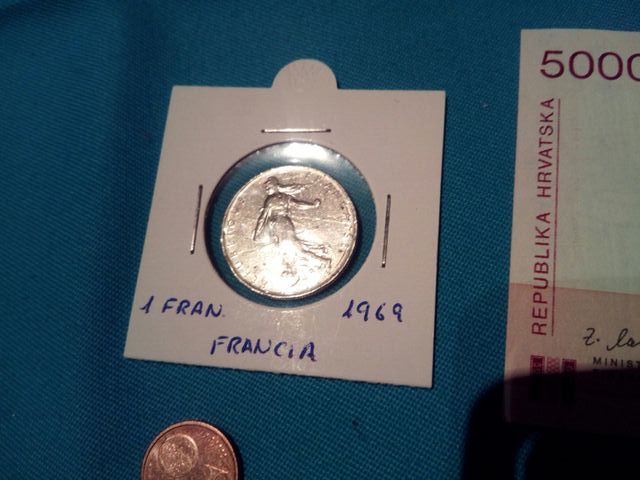 1 FRAN. 1969
FRANCIA
5000
REPUBLIKA HRVATSKA
MINIST